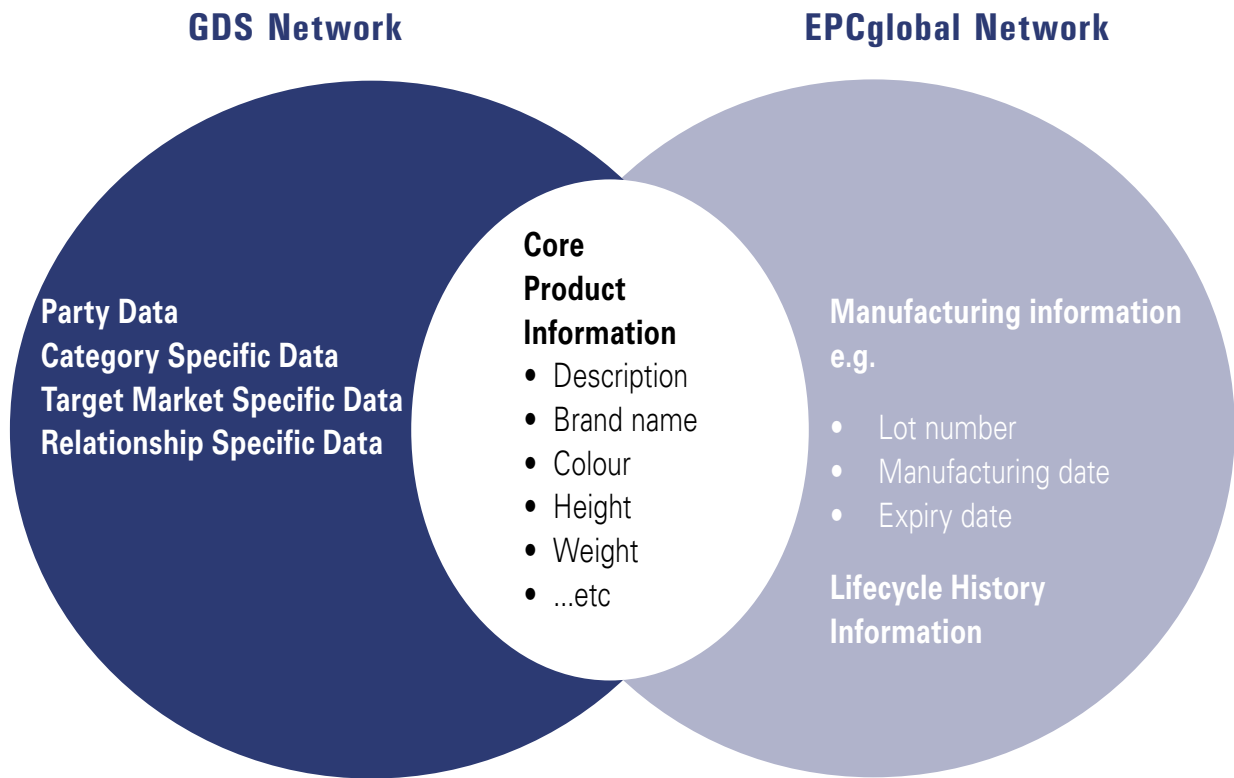 GDS Network
EPCglobal Network
Party Data
Category Specific Data
Target Market Specific Data
Relationship Specific Data
Core
Product
Information
• Description
• Brand name
• Colour
• Height
• Weight
• ...etc
Manufacturing information
e.g.
• Lot number
• Manufacturing date
• Expiry date
Lifecycle History
Information